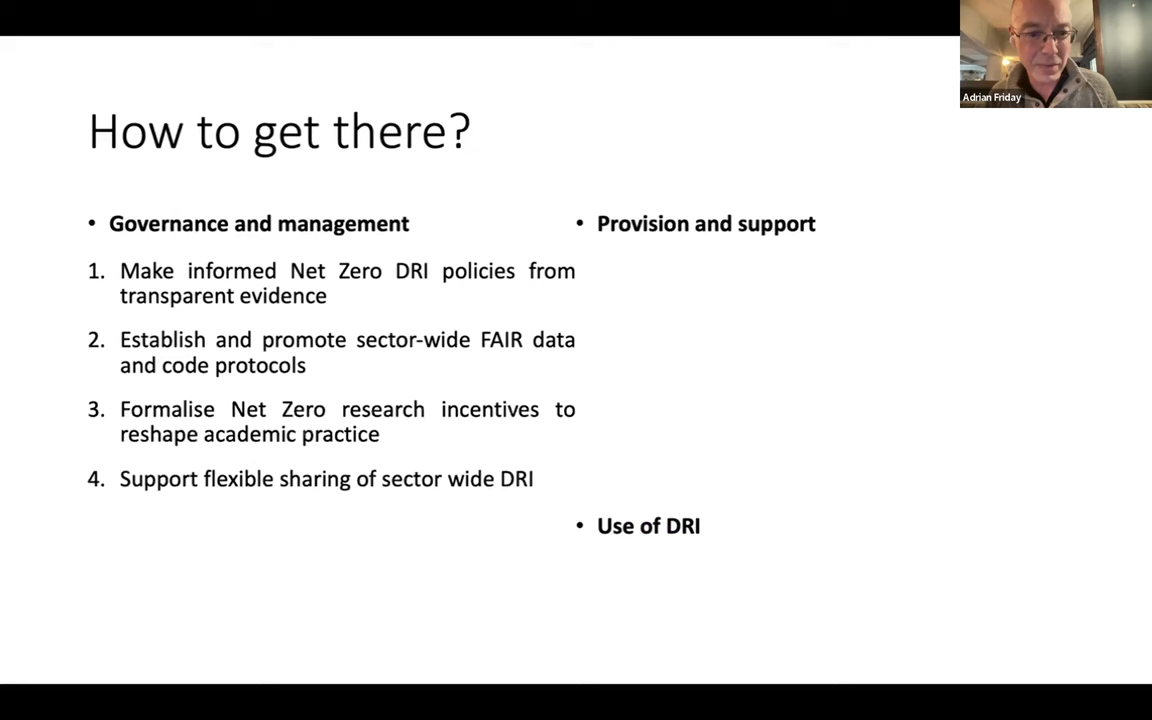 Adrian Friday
How to get there?
• Governance and management
1. Make informed Net Zero DRI policies from
transparent evidence
2. Establish and promote sector-wide FAIR data
and code protocols
3. Formalise Net Zero research incentives to
reshape academic practice
4. Support flexible sharing of sector wide DRI
• Provision and support
• Use of DRI